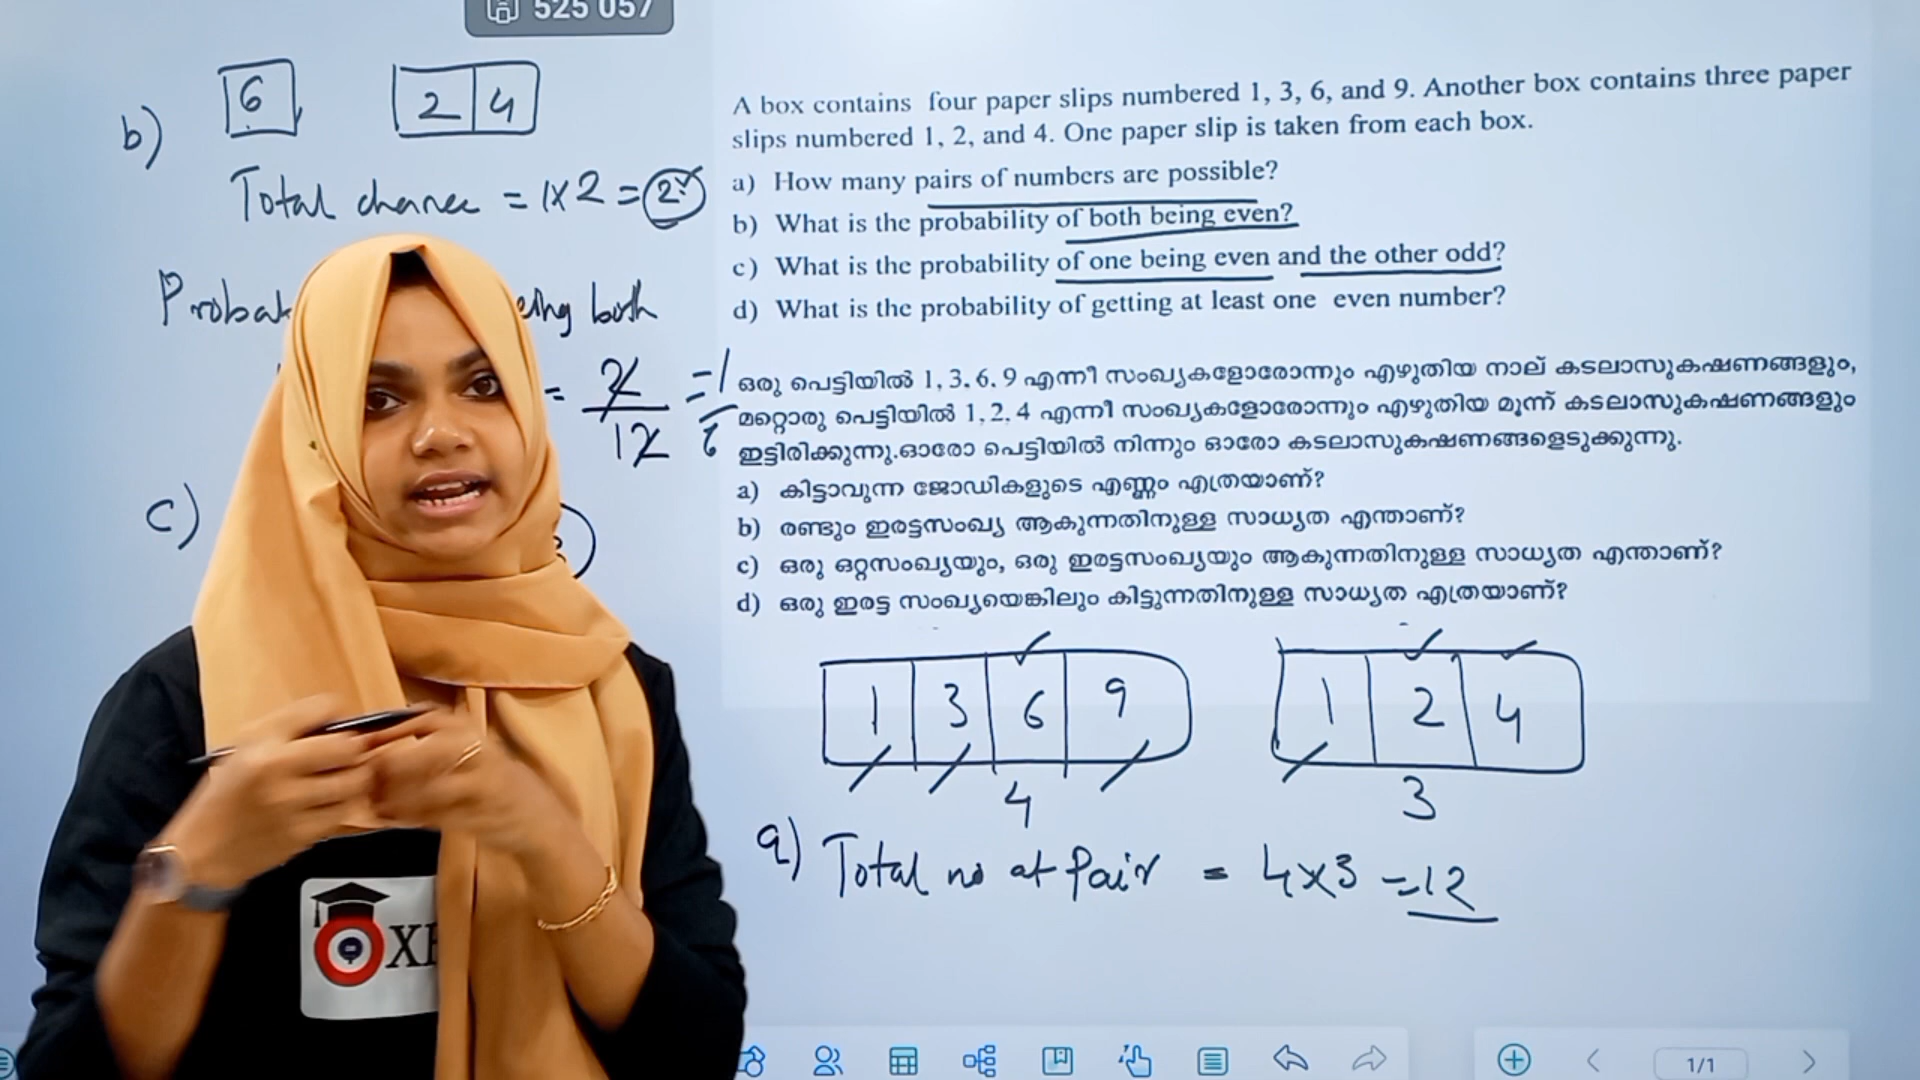 525 057
b) 6 2 4
Total chance = 1×2 = 2
eing both
= 2/12 = 1/6
c)
A box contains four paper slips numbered 1, 3, 6, and 9. Another box contains three paper
slips numbered 1, 2, and 4. One paper slip is taken from each box.
a) How many pairs of numbers are possible?
b) What is the probability of both being even?
c) What is the probability of one being even and the other odd?
d) What is the probability of getting at least one even number?
ഒരു പെട്ടിയിൽ 1, 3. 6. 9 എന്നീ സംഖ്യകളോരോന്നും എഴുതിയ നാല് കടലാസുകഷണങ്ങളും,
മറ്റൊരു പെട്ടിയിൽ 1, 2, 4 എന്നീ സംഖ്യകളോരോന്നും എഴുതിയ മൂന്ന് കടലാസുകഷണങ്ങളും
ഇട്ടിരിക്കുന്നു.ഓരോ പെട്ടിയിൽ നിന്നും ഓരോ കടലാസുകഷണങ്ങളെടുക്കുന്നു.
a) കിട്ടാവുന്ന ജോഡികളുടെ എണ്ണം എത്രയാണ്?
b) രണ്ടും ഇരട്ടസംഖ്യ ആകുന്നതിനുള്ള സാധ്യത എന്താണ്?
c) ഒരു ഒറ്റസംഖ്യയും, ഒരു ഇരട്ടസംഖ്യയും ആകുന്നതിനുള്ള സാധ്യത എന്താണ്?
d) ഒരു ഇരട്ട സംഖ്യയെങ്കിലും കിട്ടുന്നതിനുള്ള സാധ്യത എത്രയാണ്?
1 3 6 9 1 2 4
4 3
a) Total no of Pair = 4×3 = 12
1/1